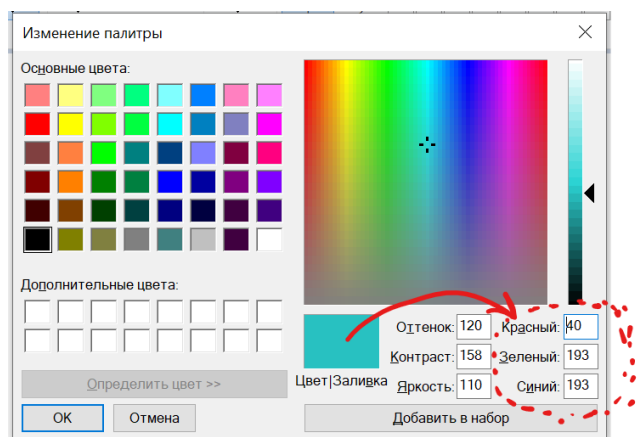 Изменение палитры
Основные цвета:
Дополнительные цвета:
Определить цвет >>
ОК Отмена
Цвет|Заливка
Оттенок: 120 Красный: 40
Контраст: 158 Зеленый: 193
Яркость: 110 Синий: 193
Добавить в набор